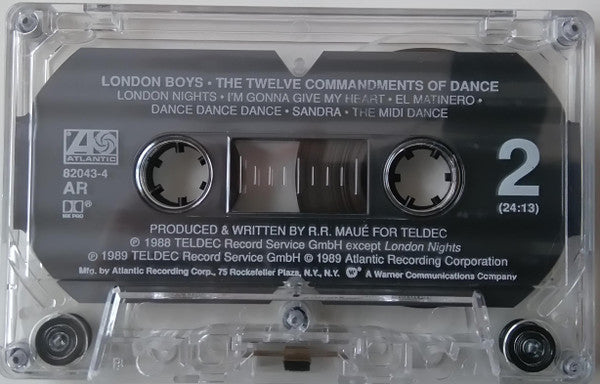 LONDON BOYS • THE TWELVE COMMANDMENTS OF DANCE
LONDON NIGHTS • I'M GONNA GIVE MY HEART • EL MATINERO •
DANCE DANCE DANCE • SANDRA • THE MIDI DANCE
ATLANTIC
82043-4
AR
HX PRO
2
(24:13)
PRODUCED & WRITTEN BY R.R. MAUÉ FOR TELDEC
℗ 1988 TELDEC Record Service GmbH except London Nights
℗ 1989 TELDEC Record Service GmbH ℗ 1989 Atlantic Recording Corporation
Mfg. by Atlantic Recording Corp., 75 Rockefeller Plaza, N.Y., N.Y. A Warner Communications Company